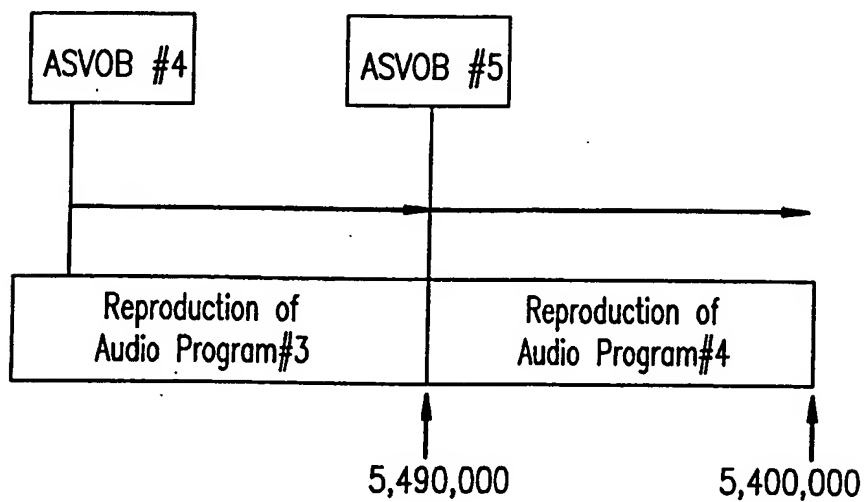 ASVOB #4
ASVOB #5
Reproduction of
Audio Program#3
Reproduction of
Audio Program#4
5,490,000
5,400,000